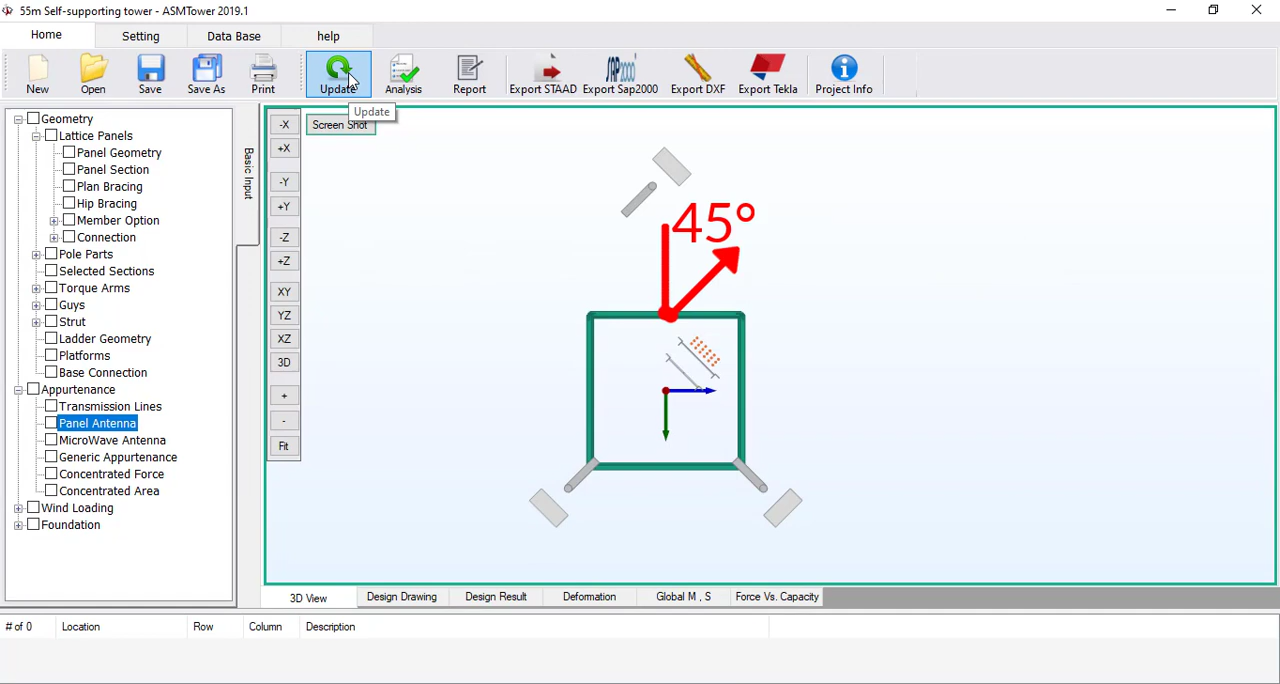 55m Self-supporting tower - ASMTower 2019.1
Home Setting Data Base help
New Open Save Save As Print Update Analysis Report Export STAAD Export Sap2000 Export DXF Export Tekla Project Info
Update
Screen Shot
Geometry
Lattice Panels
Panel Geometry
Panel Section
Plan Bracing
Hip Bracing
Member Option
Connection
Pole Parts
Selected Sections
Torque Arms
Guys
Strut
Ladder Geometry
Platforms
Base Connection
Appurtenance
Transmission Lines
Panel Antenna
MicroWave Antenna
Generic Appurtenance
Concentrated Force
Concentrated Area
Wind Loading
Foundation
Basic Input
-X
+X
-Y
+Y
-Z
+Z
XY
YZ
XZ
3D
+
-
Fit
45°
3D View Design Drawing Design Result Deformation Global M , S Force Vs. Capacity
# of 0 Location Row Column Description